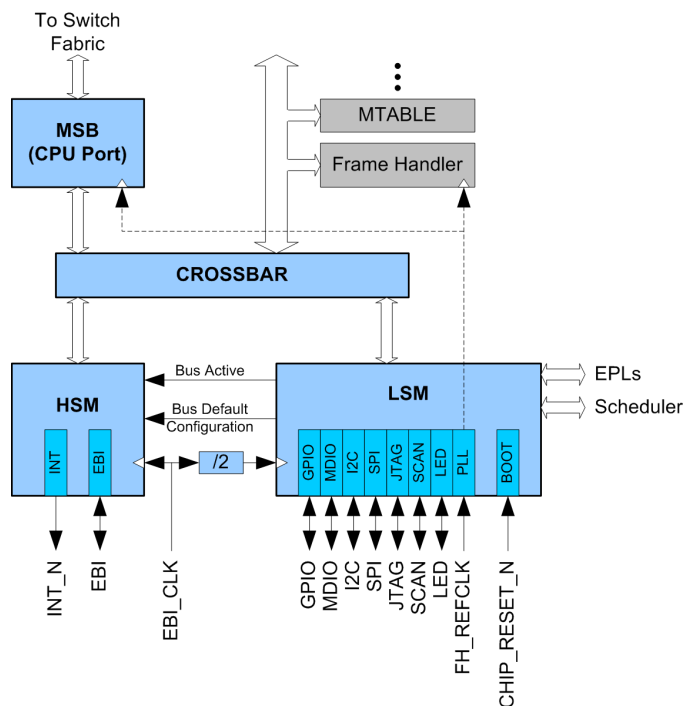 To Switch
Fabric
MSB
(CPU Port)
MTABLE
Frame Handler
CROSSBAR
HSM
Bus Active
Bus Default
Configuration
LSM
EPLs
Scheduler
/2
INT
EBI
GPIO
MDIO
I2C
SPI
JTAG
SCAN
LED
PLL
BOOT
INT_N
EBI
EBI_CLK
GPIO
MDIO
I2C
SPI
JTAG
SCAN
LED
FH_REFCLK
CHIP_RESET_N